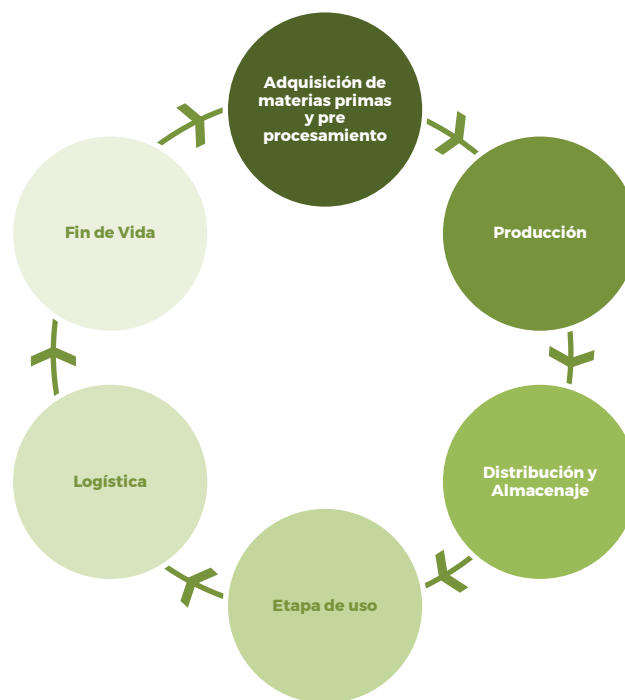 Adquisición de
materias primas
y pre
procesamiento
Producción
Distribución y
Almacenaje
Etapa de uso
Logística
Fin de Vida